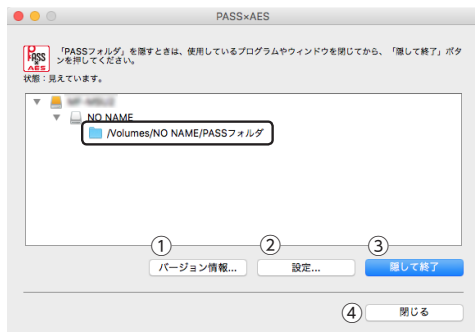 PASS×AES
PASS
×
AES
「PASSフォルダ」を隠すときは、使用しているプログラムやウィンドウを閉じてから、「隠して終了」ボタ
ンを押してください。
状態：見えています。
NO NAME
/Volumes/NO NAME/PASSフォルダ
① ② ③
バージョン情報... 設定... 隠して終了
④ 閉じる